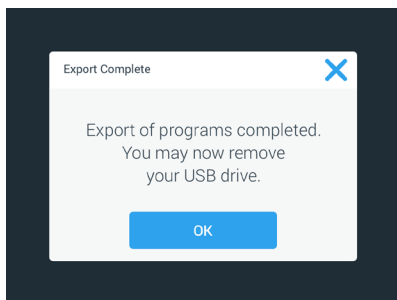 Export Complete
Export of programs completed.
You may now remove
your USB drive.
OK